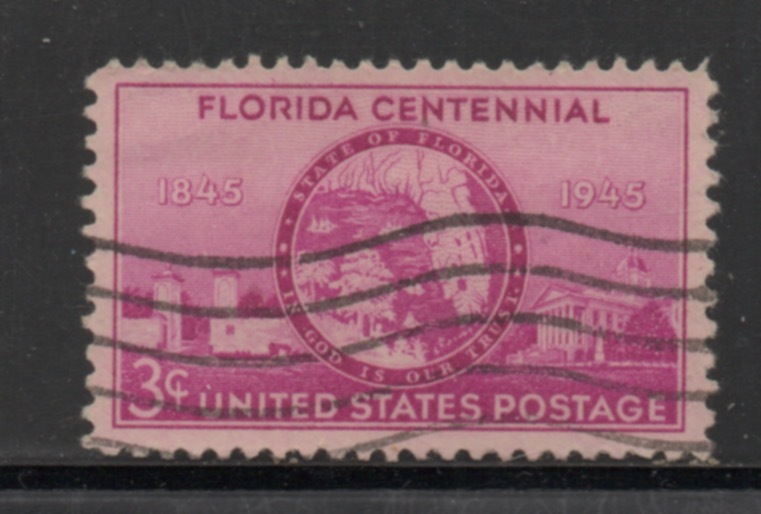 FLORIDA CENTENNIAL
1845
1945
STATE OF FLORIDA
IN GOD IS OUR TRUST
3¢ UNITED STATES POSTAGE